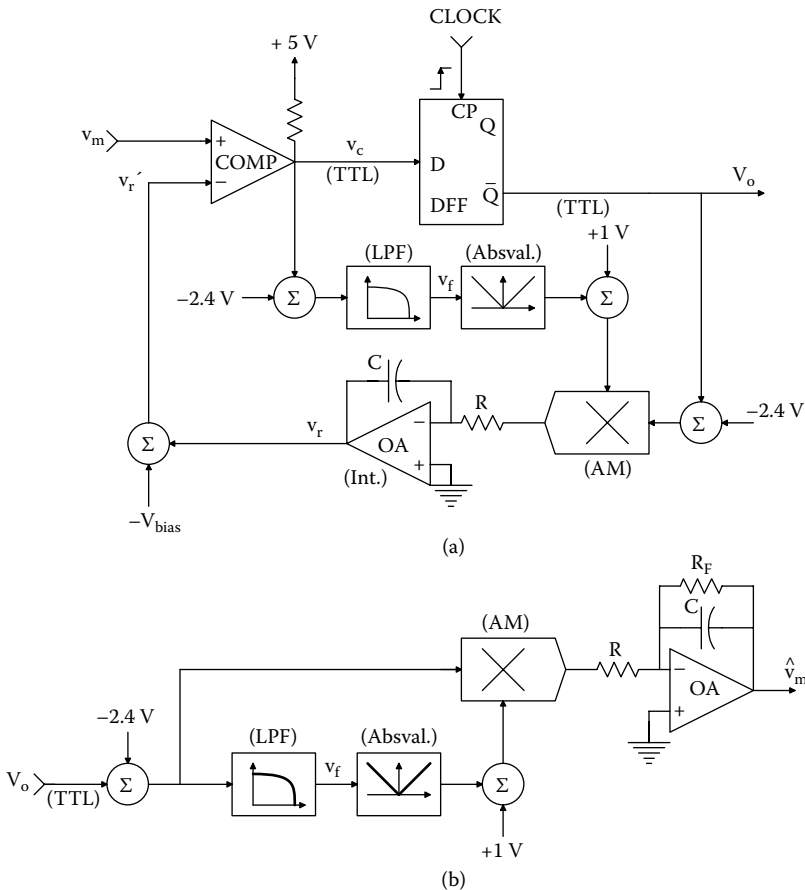 CLOCK
+ 5 V
CP
Q
v_m
+
COMP
−
v_c
(TTL)
D
DFF
Q̄
(TTL)
V_o
v_r´
+1 V
(LPF)
v_f
(Absval.)
−2.4 V
Σ
Σ
C
R
v_r
−
OA
+
(Int.)
(AM)
Σ
−2.4 V
Σ
−V_bias
(a)
R_F
C
(AM)
R
−
OA
+
v̂_m
−2.4 V
(LPF)
v_f
(Absval.)
V_o
(TTL)
Σ
Σ
+1 V
(b)